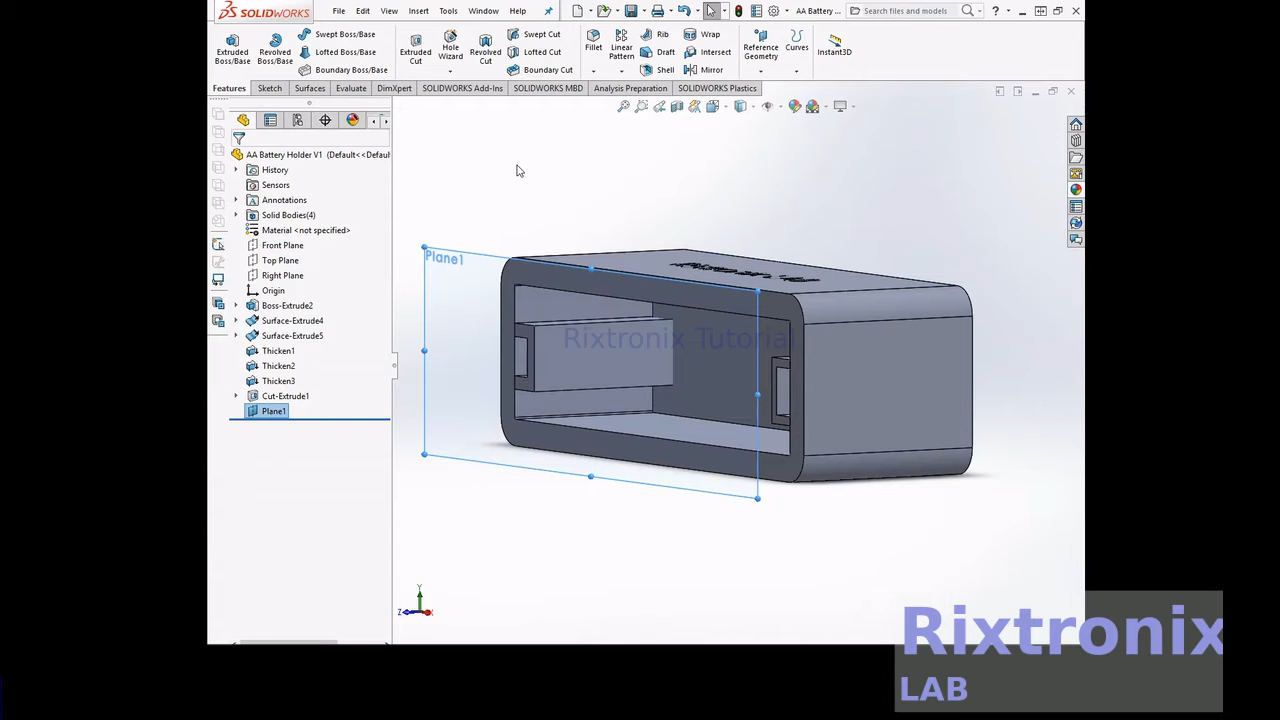 SOLIDWORKS File Edit View Insert Tools Window Help AA Battery ... Search files and models ?
Extruded Boss/Base
Revolved Boss/Base
Swept Boss/Base
Lofted Boss/Base
Boundary Boss/Base
Extruded Cut
Hole Wizard
Revolved Cut
Swept Cut
Lofted Cut
Boundary Cut
Fillet
Linear Pattern
Rib
Draft
Shell
Wrap
Intersect
Mirror
Reference Geometry
Curves
Instant3D
Features Sketch Surfaces Evaluate DimXpert SOLIDWORKS Add-Ins SOLIDWORKS MBD Analysis Preparation SOLIDWORKS Plastics
AA Battery Holder V1 (Default<<Defaul
History
Sensors
Annotations
Solid Bodies(4)
Material <not specified>
Front Plane
Top Plane
Right Plane
Origin
Boss-Extrude2
Surface-Extrude4
Surface-Extrude5
Thicken1
Thicken2
Thicken3
Cut-Extrude1
Plane1
Plane1
Rixtronix Tutorial
Y
Z
Rixtronix
LAB